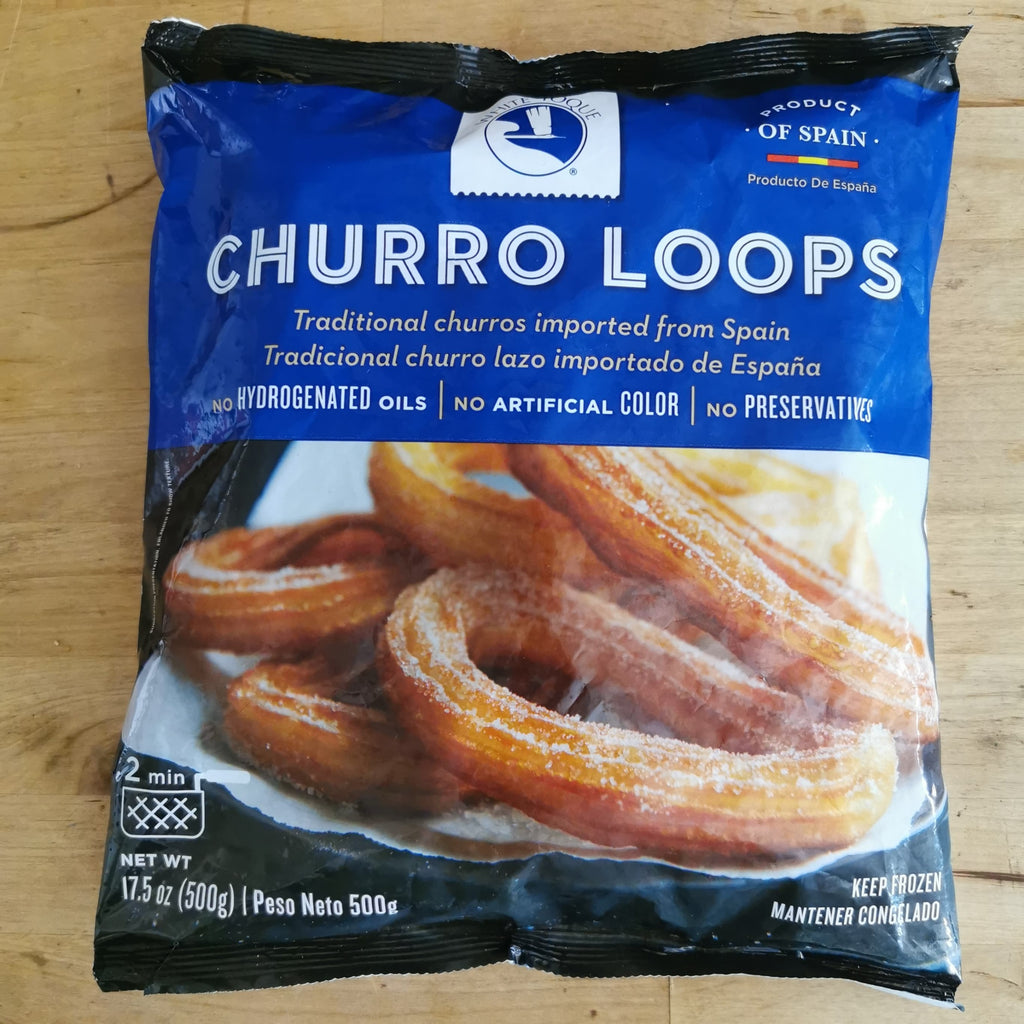 WHITE TOQUE
®
PRODUCT
· OF SPAIN ·
Producto De España
CHURRO LOOPS
Traditional churros imported from Spain
Tradicional churro lazo importado de España
NO HYDROGENATED OILS | NO ARTIFICIAL COLOR | NO PRESERVATIVES
2 min
NET WT
17.5 oz (500g) | Peso Neto 500g
KEEP FROZEN
MANTENER CONGELADO